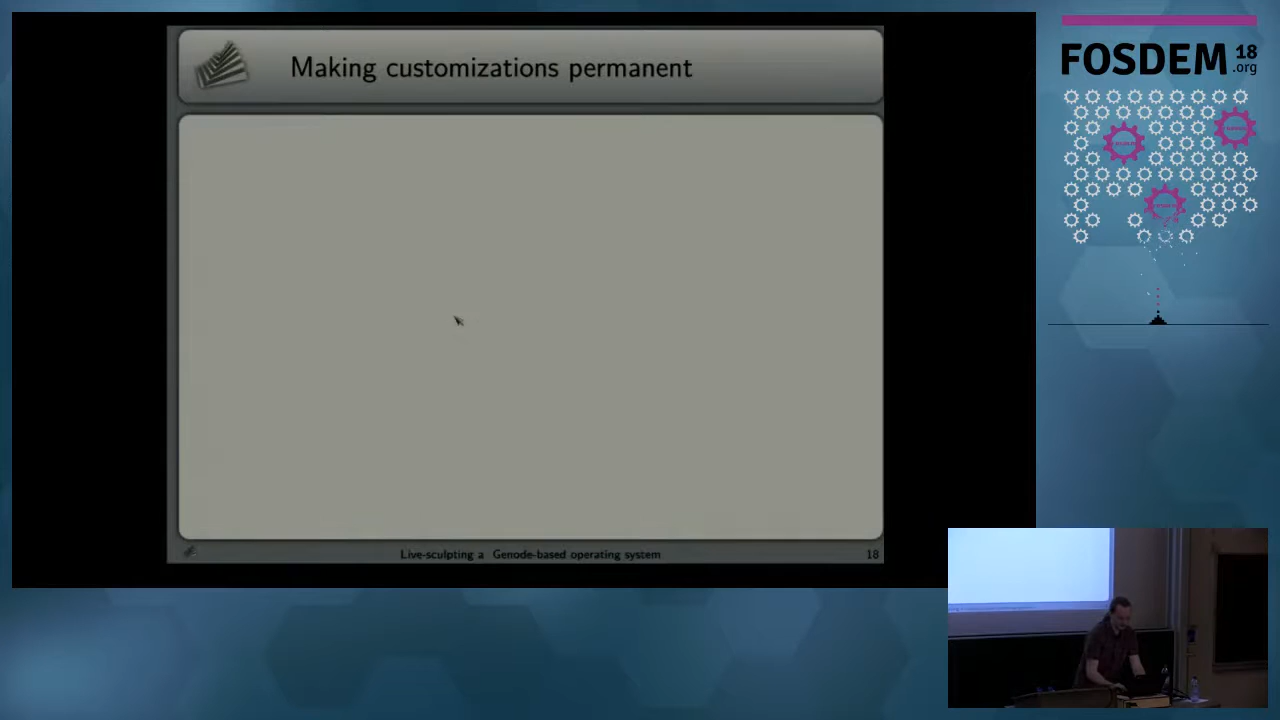 Making customizations permanent
Live-sculpting a Genode-based operating system
18
FOSDEM 18
.org